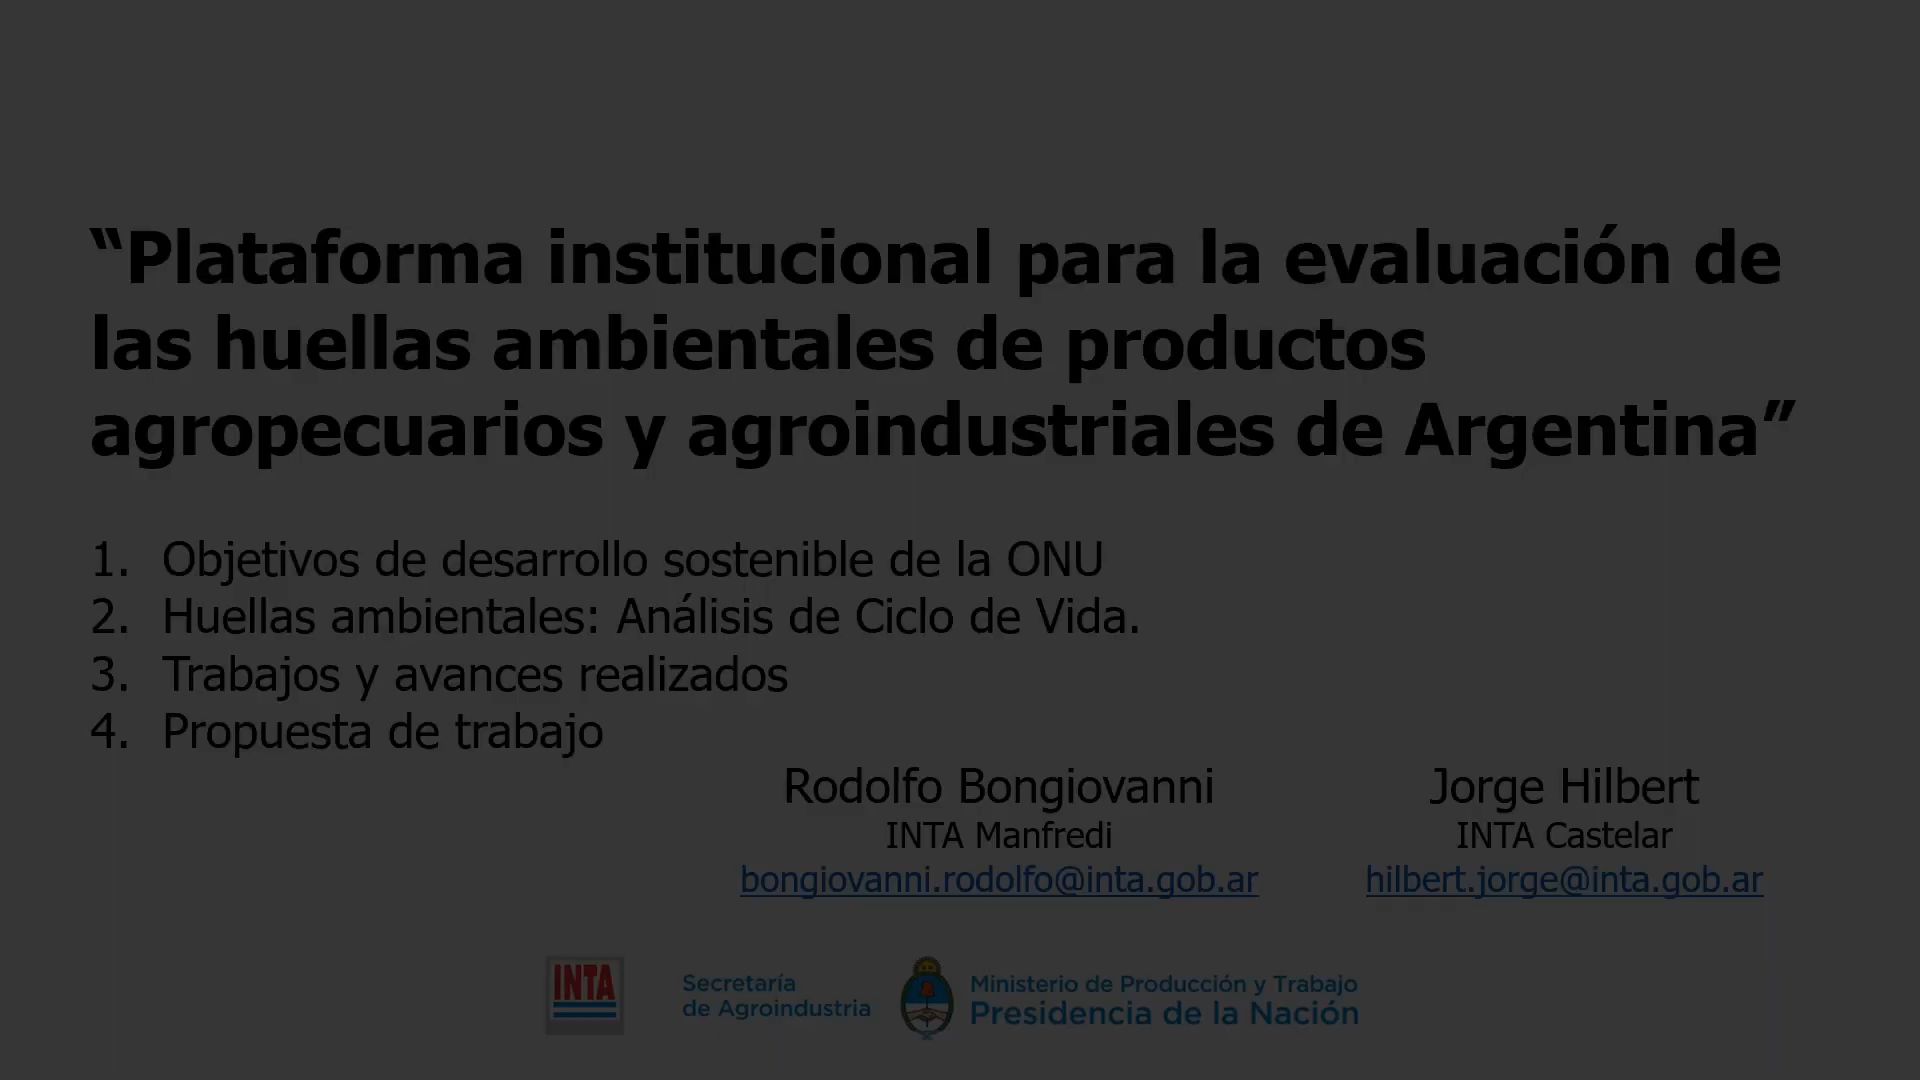 “Plataforma institucional para la evaluación de
las huellas ambientales de productos
agropecuarios y agroindustriales de Argentina”
1. Objetivos de desarrollo sostenible de la ONU
2. Huellas ambientales: Análisis de Ciclo de Vida.
3. Trabajos y avances realizados
4. Propuesta de trabajo
Rodolfo Bongiovanni
INTA Manfredi
bongiovanni.rodolfo@inta.gob.ar
Jorge Hilbert
INTA Castelar
hilbert.jorge@inta.gob.ar
INTA
Secretaría
de Agroindustria
Ministerio de Producción y Trabajo
Presidencia de la Nación